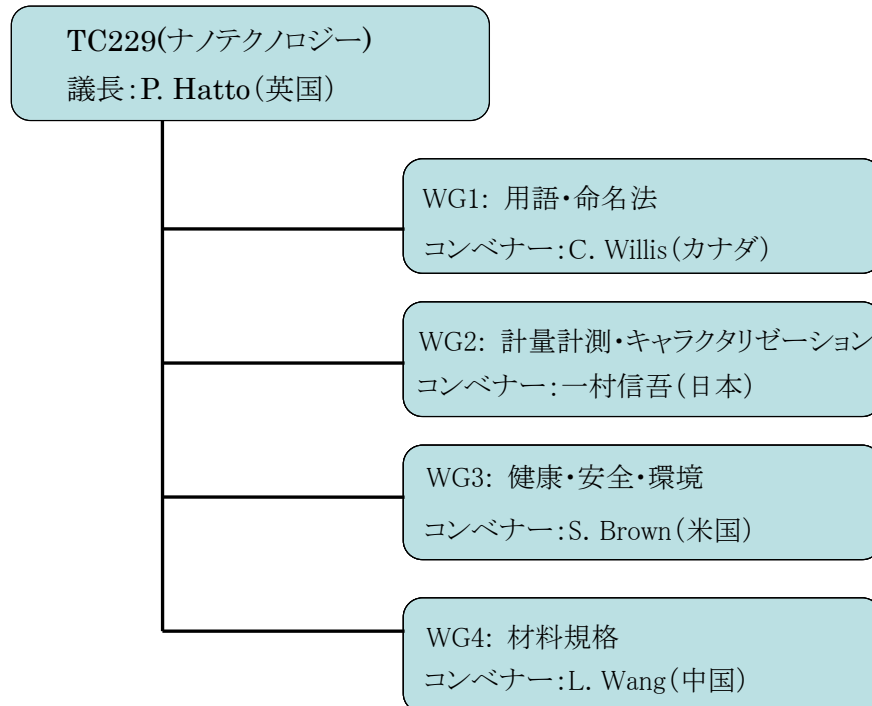 TC229(ナノテクノロジー)
議長:P. Hatto(英国)
WG1: 用語・命名法
コンベナー:C. Willis(カナダ)
WG2: 計量計測・キャラクタリゼーション
コンベナー:一村信吾(日本)
WG3: 健康・安全・環境
コンベナー:S. Brown(米国)
WG4: 材料規格
コンベナー:L. Wang(中国)